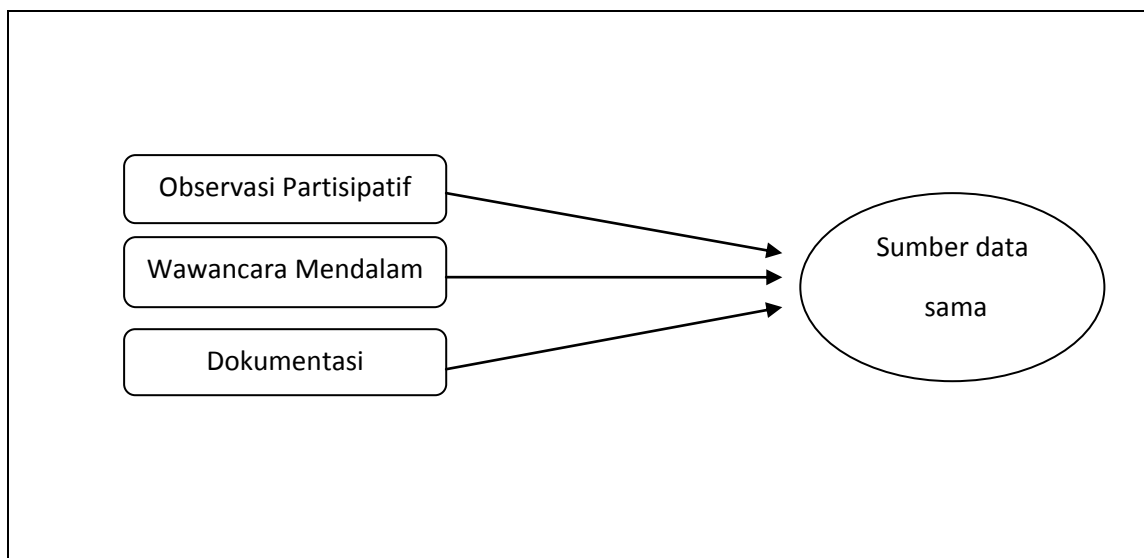 Observasi Partisipatif
Wawancara Mendalam
Dokumentasi
Sumber data
sama